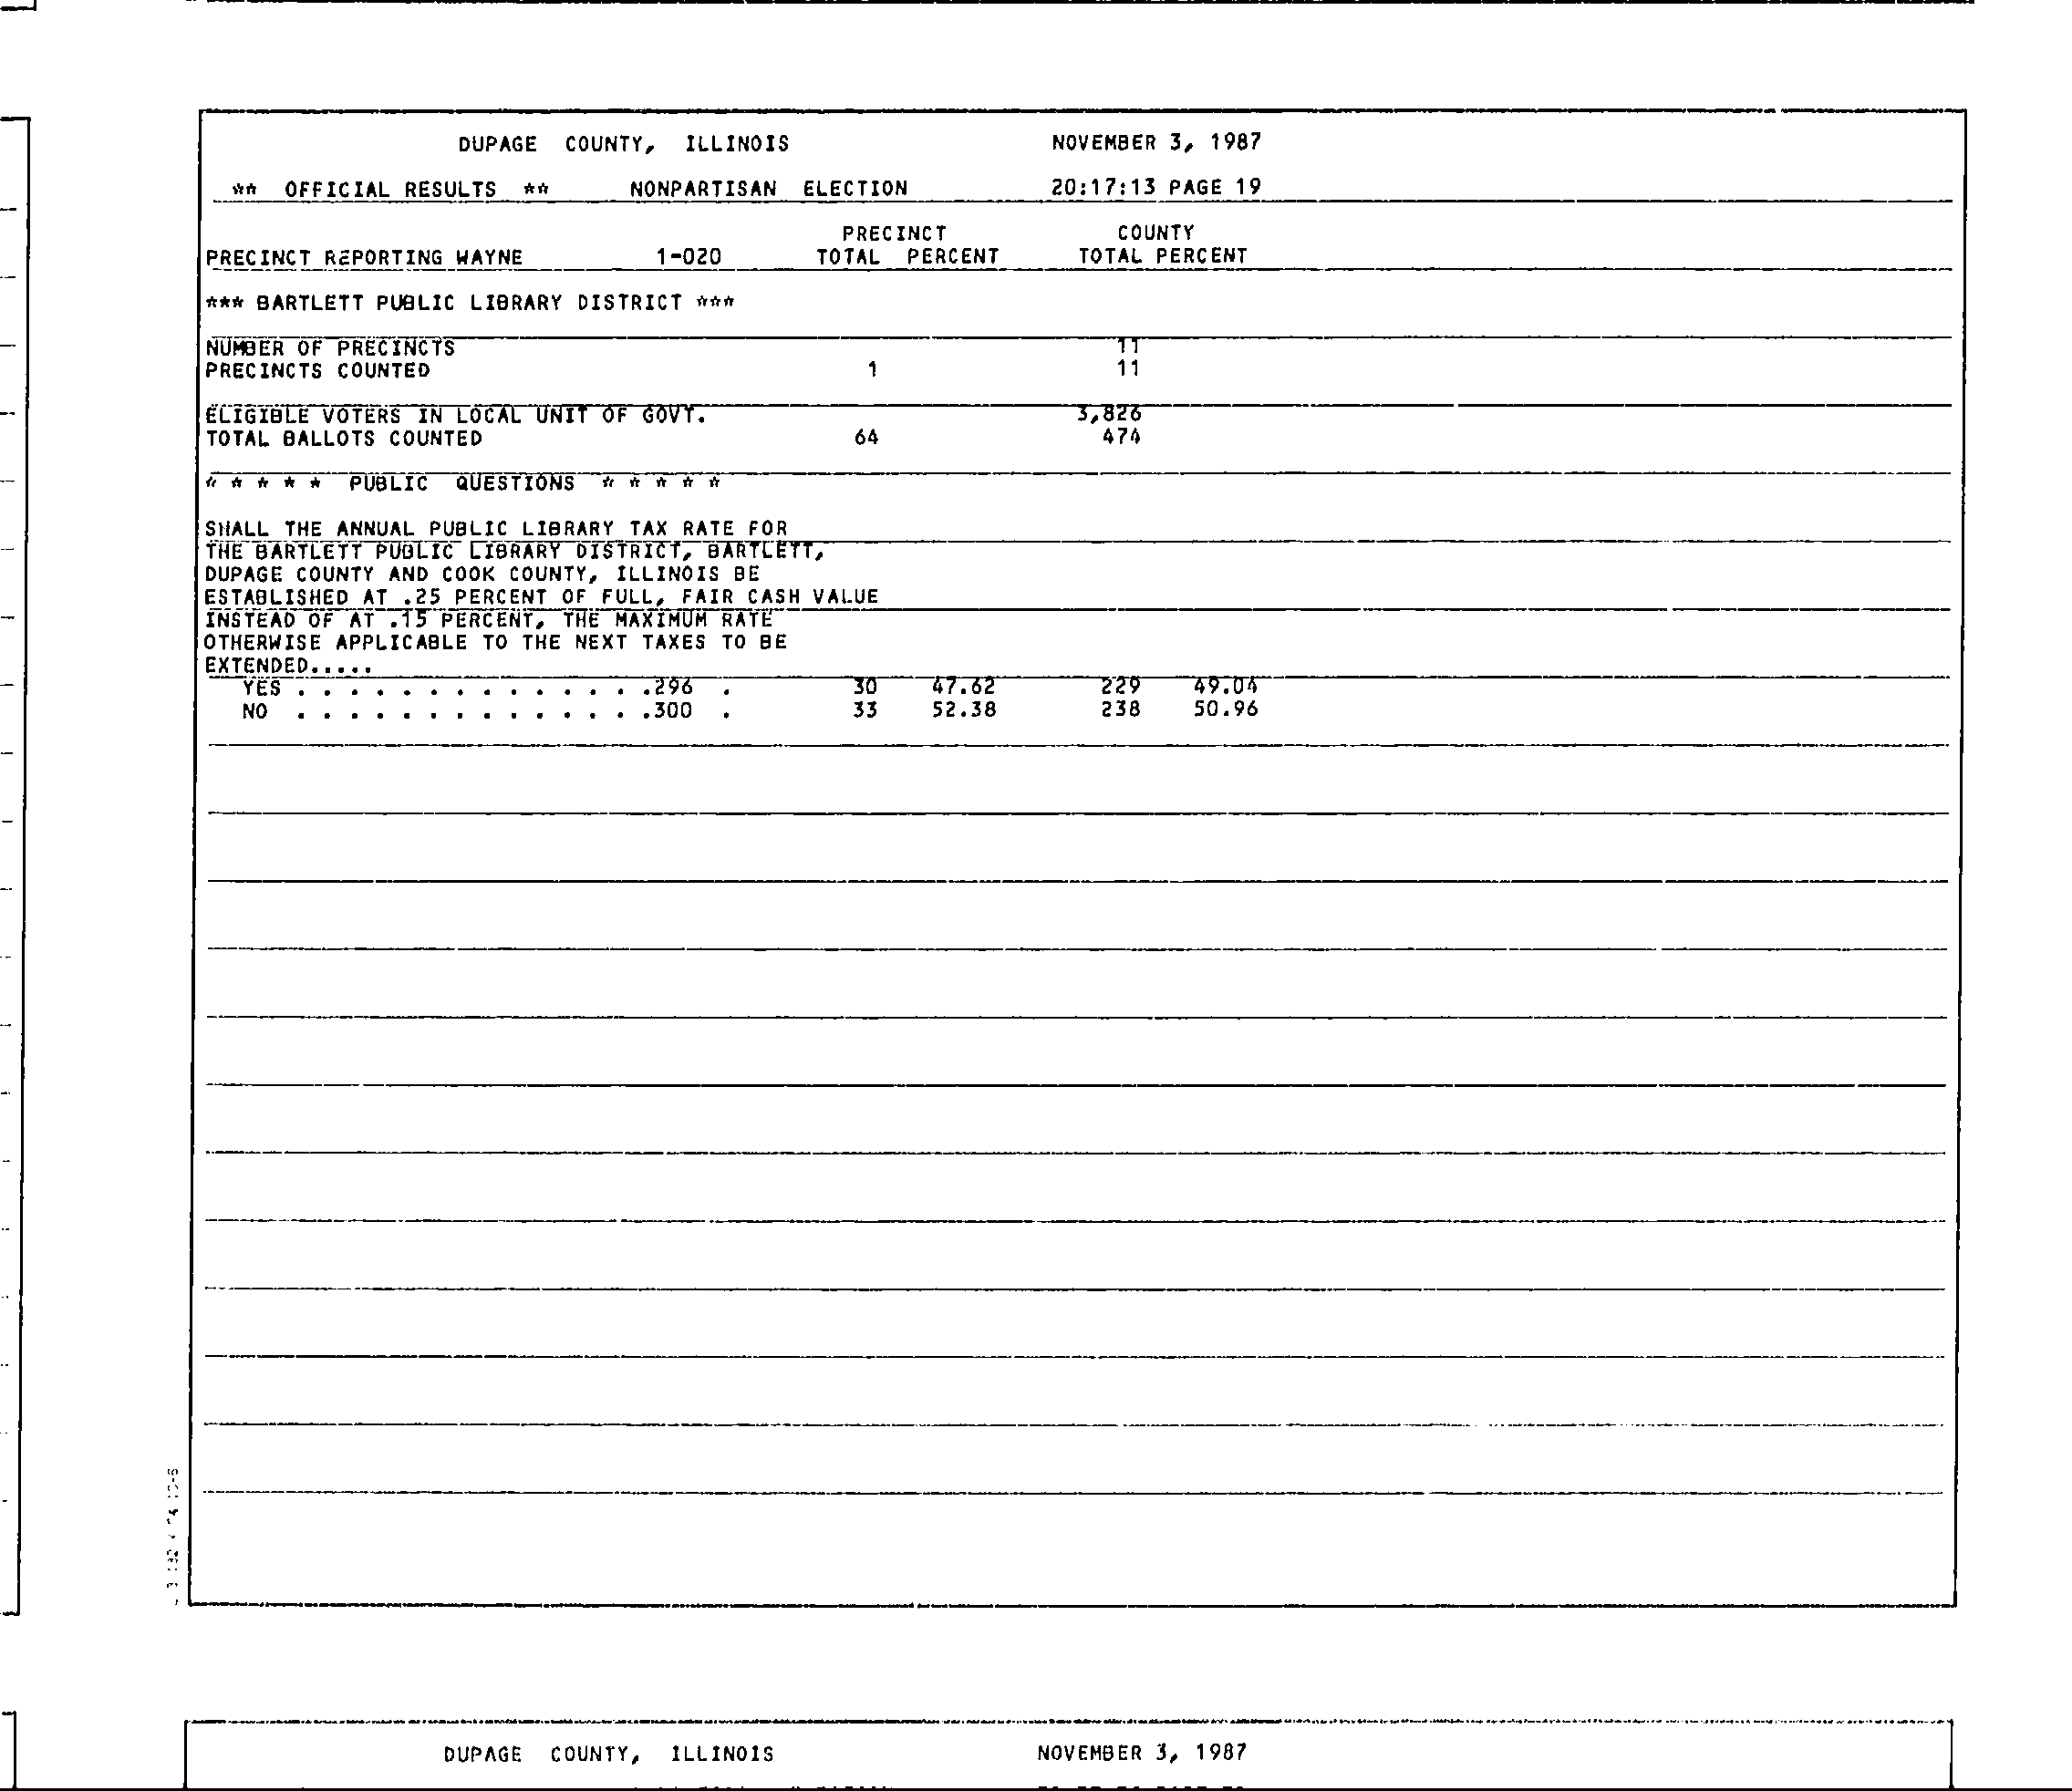 DUPAGE COUNTY, ILLINOIS NOVEMBER 3, 1987
** OFFICIAL RESULTS ** NONPARTISAN ELECTION 20:17:13 PAGE 19
PRECINCT COUNTY
PRECINCT REPORTING WAYNE 1-020 TOTAL PERCENT TOTAL PERCENT
*** BARTLETT PUBLIC LIBRARY DISTRICT ***
NUMBER OF PRECINCTS 11
PRECINCTS COUNTED 1 11
ELIGIBLE VOTERS IN LOCAL UNIT OF GOVT. 3,826
TOTAL BALLOTS COUNTED 64 474
* * * * * PUBLIC QUESTIONS * * * * *
SHALL THE ANNUAL PUBLIC LIBRARY TAX RATE FOR
THE BARTLETT PUBLIC LIBRARY DISTRICT, BARTLETT,
DUPAGE COUNTY AND COOK COUNTY, ILLINOIS BE
ESTABLISHED AT .25 PERCENT OF FULL, FAIR CASH VALUE
INSTEAD OF AT .15 PERCENT, THE MAXIMUM RATE
OTHERWISE APPLICABLE TO THE NEXT TAXES TO BE
EXTENDED.....
YES . . . . . . . . . . . . . .296 . 30 47.62 229 49.04
NO . . . . . . . . . . . . . .300 . 33 52.38 238 50.96
DUPAGE COUNTY, ILLINOIS NOVEMBER 3, 1987